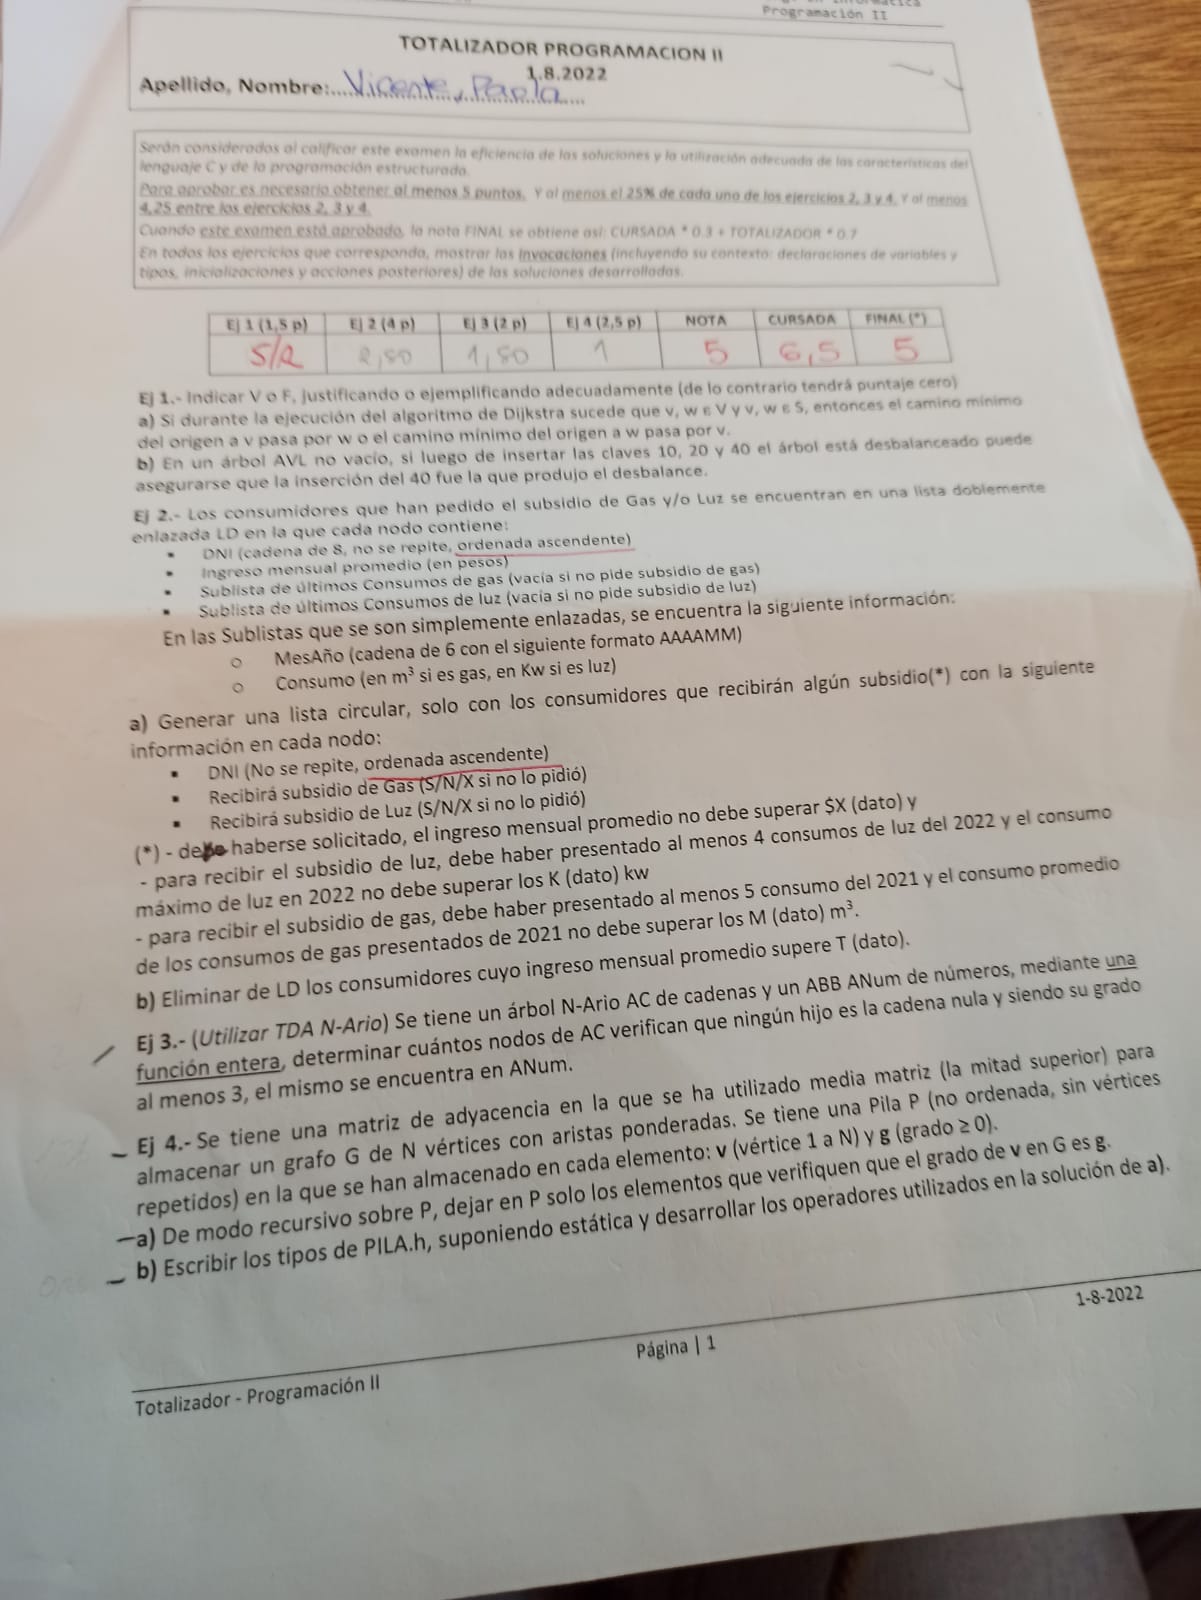 Programación II
TOTALIZADOR PROGRAMACION II
1.8.2022
Apellido, Nombre:....Vicente, Paola....
Serán considerados al calificar este examen la eficiencia de las soluciones y la utilización adecuada de las características del
lenguaje C y de la programación estructurada.
Para aprobar es necesario obtener al menos 5 puntos. Y al menos el 25% de cada uno de los ejercicios 2, 3 y 4. Y al menos
4,25 entre los ejercicios 2, 3 y 4.
Cuando este examen está aprobado, la nota FINAL se obtiene así: CURSADA * 0.3 + TOTALIZADOR * 0.7
En todos los ejercicios que corresponda, mostrar las invocaciones (incluyendo su contexto: declaraciones de variables y
tipos, inicializaciones y acciones posteriores) de las soluciones desarrolladas.
Ej 1 (1,5 p) Ej 2 (4 p) Ej 3 (2 p) Ej 4 (2,5 p) NOTA CURSADA FINAL (*)
S/R 2,50 1,50 1 5 6,5 5
Ej 1.- Indicar V o F, justificando o ejemplificando adecuadamente (de lo contrario tendrá puntaje cero)
a) Si durante la ejecución del algoritmo de Dijkstra sucede que v, w ε V y v, w ε S, entonces el camino mínimo
del origen a v pasa por w o el camino mínimo del origen a w pasa por v.
b) En un árbol AVL no vacío, si luego de insertar las claves 10, 20 y 40 el árbol está desbalanceado puede
asegurarse que la inserción del 40 fue la que produjo el desbalance.
Ej 2.- Los consumidores que han pedido el subsidio de Gas y/o Luz se encuentran en una lista doblemente
enlazada LD en la que cada nodo contiene:
▪ DNI (cadena de 8, no se repite, ordenada ascendente)
▪ Ingreso mensual promedio (en pesos)
▪ Sublista de últimos Consumos de gas (vacía si no pide subsidio de gas)
▪ Sublista de últimos Consumos de luz (vacía si no pide subsidio de luz)
En las Sublistas que se son simplemente enlazadas, se encuentra la siguiente información:
o MesAño (cadena de 6 con el siguiente formato AAAAMM)
o Consumo (en m³ si es gas, en Kw si es luz)
a) Generar una lista circular, solo con los consumidores que recibirán algún subsidio(*) con la siguiente
información en cada nodo:
▪ DNI (No se repite, ordenada ascendente)
▪ Recibirá subsidio de Gas (S/N/X si no lo pidió)
▪ Recibirá subsidio de Luz (S/N/X si no lo pidió)
(*) - debe haberse solicitado, el ingreso mensual promedio no debe superar $X (dato) y
- para recibir el subsidio de luz, debe haber presentado al menos 4 consumos de luz del 2022 y el consumo
máximo de luz en 2022 no debe superar los K (dato) kw
- para recibir el subsidio de gas, debe haber presentado al menos 5 consumo del 2021 y el consumo promedio
de los consumos de gas presentados de 2021 no debe superar los M (dato) m³.
b) Eliminar de LD los consumidores cuyo ingreso mensual promedio supere T (dato).
Ej 3.- (Utilizar TDA N-Ario) Se tiene un árbol N-Ario AC de cadenas y un ABB ANum de números, mediante una
función entera, determinar cuántos nodos de AC verifican que ningún hijo es la cadena nula y siendo su grado
al menos 3, el mismo se encuentra en ANum.
Ej 4.- Se tiene una matriz de adyacencia en la que se ha utilizado media matriz (la mitad superior) para
almacenar un grafo G de N vértices con aristas ponderadas. Se tiene una Pila P (no ordenada, sin vértices
repetidos) en la que se han almacenado en cada elemento: v (vértice 1 a N) y g (grado ≥ 0).
a) De modo recursivo sobre P, dejar en P solo los elementos que verifiquen que el grado de v en G es g.
b) Escribir los tipos de PILA.h, suponiendo estática y desarrollar los operadores utilizados en la solución de a).
1-8-2022
Página | 1
Totalizador - Programación II